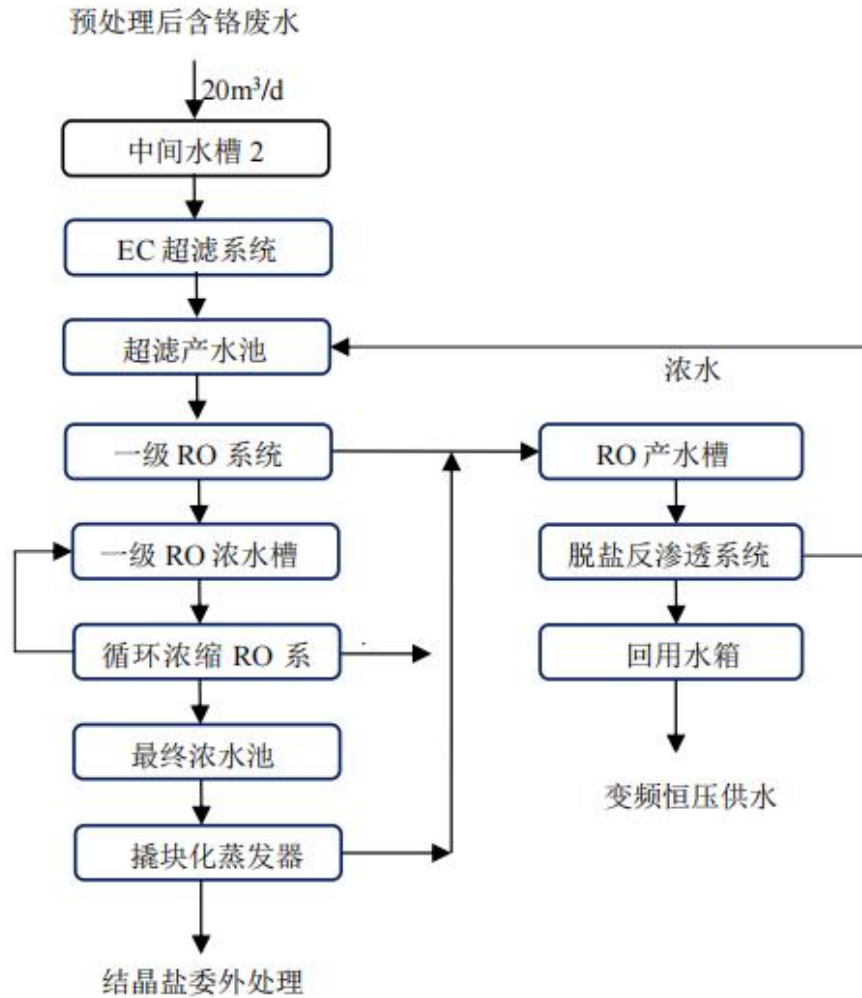 预处理后含铬废水
20m³/d
中间水槽 2
EC 超滤系统
超滤产水池
浓水
一级 RO 系统
RO 产水槽
一级 RO 浓水槽
脱盐反渗透系统
循环浓缩 RO 系
回用水箱
最终浓水池
变频恒压供水
撬块化蒸发器
结晶盐委外处理